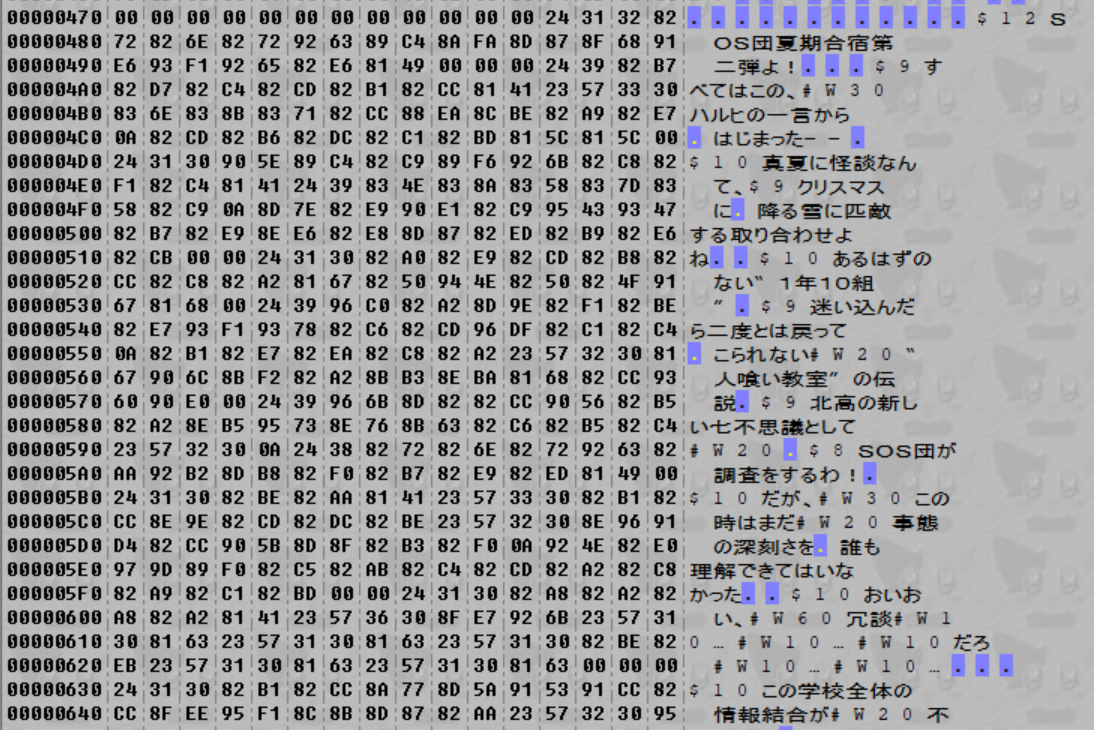 00000470 00 00 00 00 00 00 00 00 00 00 00 00 24 31 32 82 ............$12S
00000480 72 82 6E 82 72 92 63 89 C4 8A FA 8D 87 8F 68 91 OS団夏期合宿第
00000490 E6 93 F1 92 65 82 E6 81 49 00 00 00 24 39 82 B7 二弾よ！...$9す
000004A0 82 D7 82 C4 82 CD 82 B1 82 CC 81 41 23 57 33 30 べてはこの、#W30
000004B0 83 6E 83 8B 83 71 82 CC 88 EA 8C BE 82 A9 82 E7 ハルヒの一言から
000004C0 0A 82 CD 82 B6 82 DC 82 C1 82 BD 81 5C 81 5C 00 .はじまった――.
000004D0 24 31 30 90 5E 89 C4 82 C9 89 F6 92 6B 82 C8 82 $10真夏に怪談なん
000004E0 F1 82 C4 81 41 24 39 83 4E 83 8A 83 58 83 7D 83 て、$9クリスマス
000004F0 58 82 C9 0A 8D 7E 82 E9 90 E1 82 C9 95 43 93 47 に.降る雪に匹敵
00000500 82 B7 82 E9 8E E6 82 E8 8D 87 82 ED 82 B9 82 E6 する取り合わせよ
00000510 82 CB 00 00 24 31 30 82 A0 82 E9 82 CD 82 B8 82 ね..$10あるはずの
00000520 CC 82 C8 82 A2 81 67 82 50 94 4E 82 50 82 4F 91 ない“１年１０組
00000530 67 81 68 00 24 39 96 C0 82 A2 8D 9E 82 F1 82 BE ”.$9迷い込んだ
00000540 82 E7 93 F1 93 78 82 C6 82 CD 96 DF 82 C1 82 C4 ら二度とは戻って
00000550 0A 82 B1 82 E7 82 EA 82 C8 82 A2 23 57 32 30 81 .こられない#W20“
00000560 67 90 6C 8B F2 82 A2 8B B3 8E BA 81 68 82 CC 93 人喰い教室”の伝
00000570 60 90 E0 00 24 39 96 6B 8D 82 82 CC 90 56 82 B5 説.$9北高の新し
00000580 82 A2 8E B5 95 73 8E 76 8B 63 82 C6 82 B5 82 C4 い七不思議として
00000590 23 57 32 30 0A 24 38 82 72 82 6E 82 72 92 63 82 #W20.$8SOS団が
000005A0 AA 92 B2 8D B8 82 F0 82 B7 82 E9 82 ED 81 49 00 調査をするわ！.
000005B0 24 31 30 82 BE 82 AA 81 41 23 57 33 30 82 B1 82 $10だが、#W30この
000005C0 CC 8E 9E 82 CD 82 DC 82 BE 23 57 32 30 8E 96 91 時はまだ#W20事態
000005D0 D4 82 CC 90 5B 8D 8F 82 B3 82 F0 0A 92 4E 82 E0 の深刻さを.誰も
000005E0 97 9D 89 F0 82 C5 82 AB 82 C4 82 CD 82 A2 82 C8 理解できてはいな
000005F0 82 A9 82 C1 82 BD 00 00 24 31 30 82 A8 82 A2 82 かった..$10おいお
00000600 A8 82 A2 81 41 23 57 36 30 8F E7 92 6B 23 57 31 い、#W60冗談#W1
00000610 30 81 63 23 57 31 30 81 63 23 57 31 30 82 BE 82 0…#W10…#W10だろ
00000620 EB 23 57 31 30 81 63 23 57 31 30 81 63 00 00 00 #W10…#W10…...
00000630 24 31 30 82 B1 82 CC 8A 77 8D 5A 91 53 91 CC 82 $10この学校全体の
00000640 CC 8F EE 95 F1 8C 8B 8D 87 82 AA 23 57 32 30 95 情報結合が#W20不